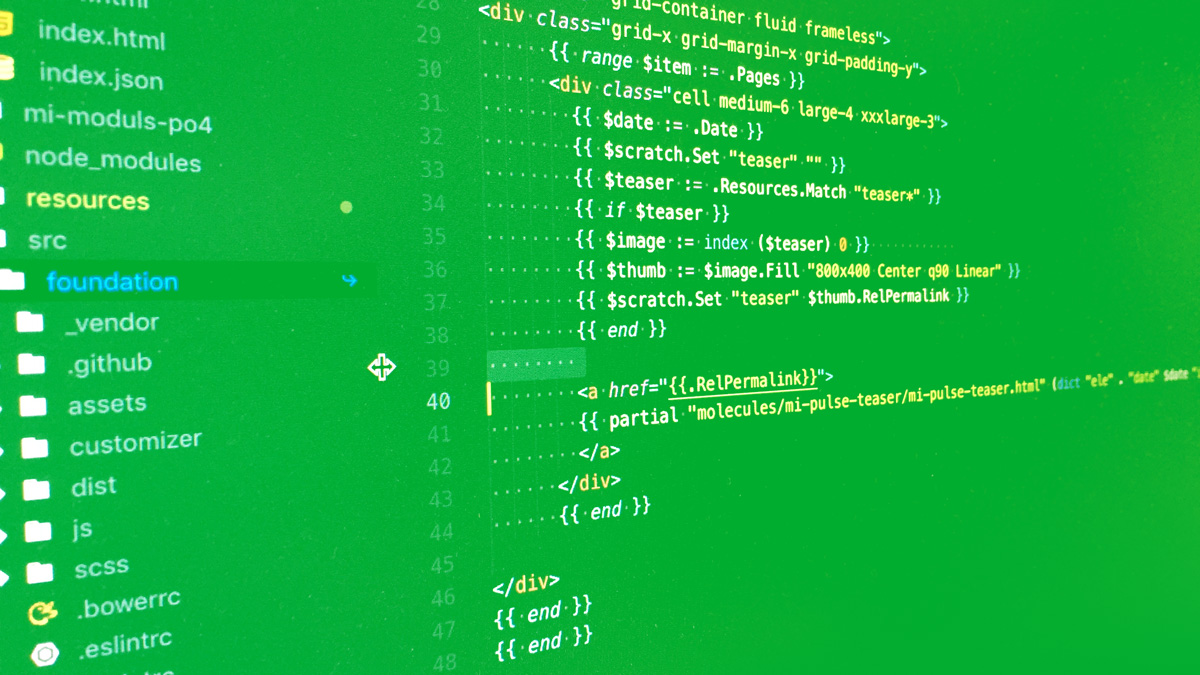 index.html
index.json
mi-moduls-po4
node_modules
resources
src
foundation
_vendor
.github
assets
customizer
dist
js
scss
.bowerrc
.eslintrc
28 grid-container fluid frameless">
29 <div class="grid-x grid-margin-x grid-padding-y">
30 {{ range $item := .Pages }}
31 <div class="cell medium-6 large-4 xxxlarge-3">
32 {{ $date := .Date }}
33 {{ $scratch.Set "teaser" "" }}
34 {{ $teaser := .Resources.Match "teaser*" }}
35 {{ if $teaser }}
36 {{ $image := index ($teaser) 0 }}
37 {{ $thumb := $image.Fill "800x400 Center q90 Linear" }}
38 {{ $scratch.Set "teaser" $thumb.RelPermalink }}
39 {{ end }}
40
41 <a href="{{.RelPermalink}}">
42 {{ partial "molecules/mi-pulse-teaser/mi-pulse-teaser.html" (dict "ele" . "date" $date
43 </a>
44 </div>
45 {{ end }}
46 </div>
47 {{ end }}
48 {{ end }}